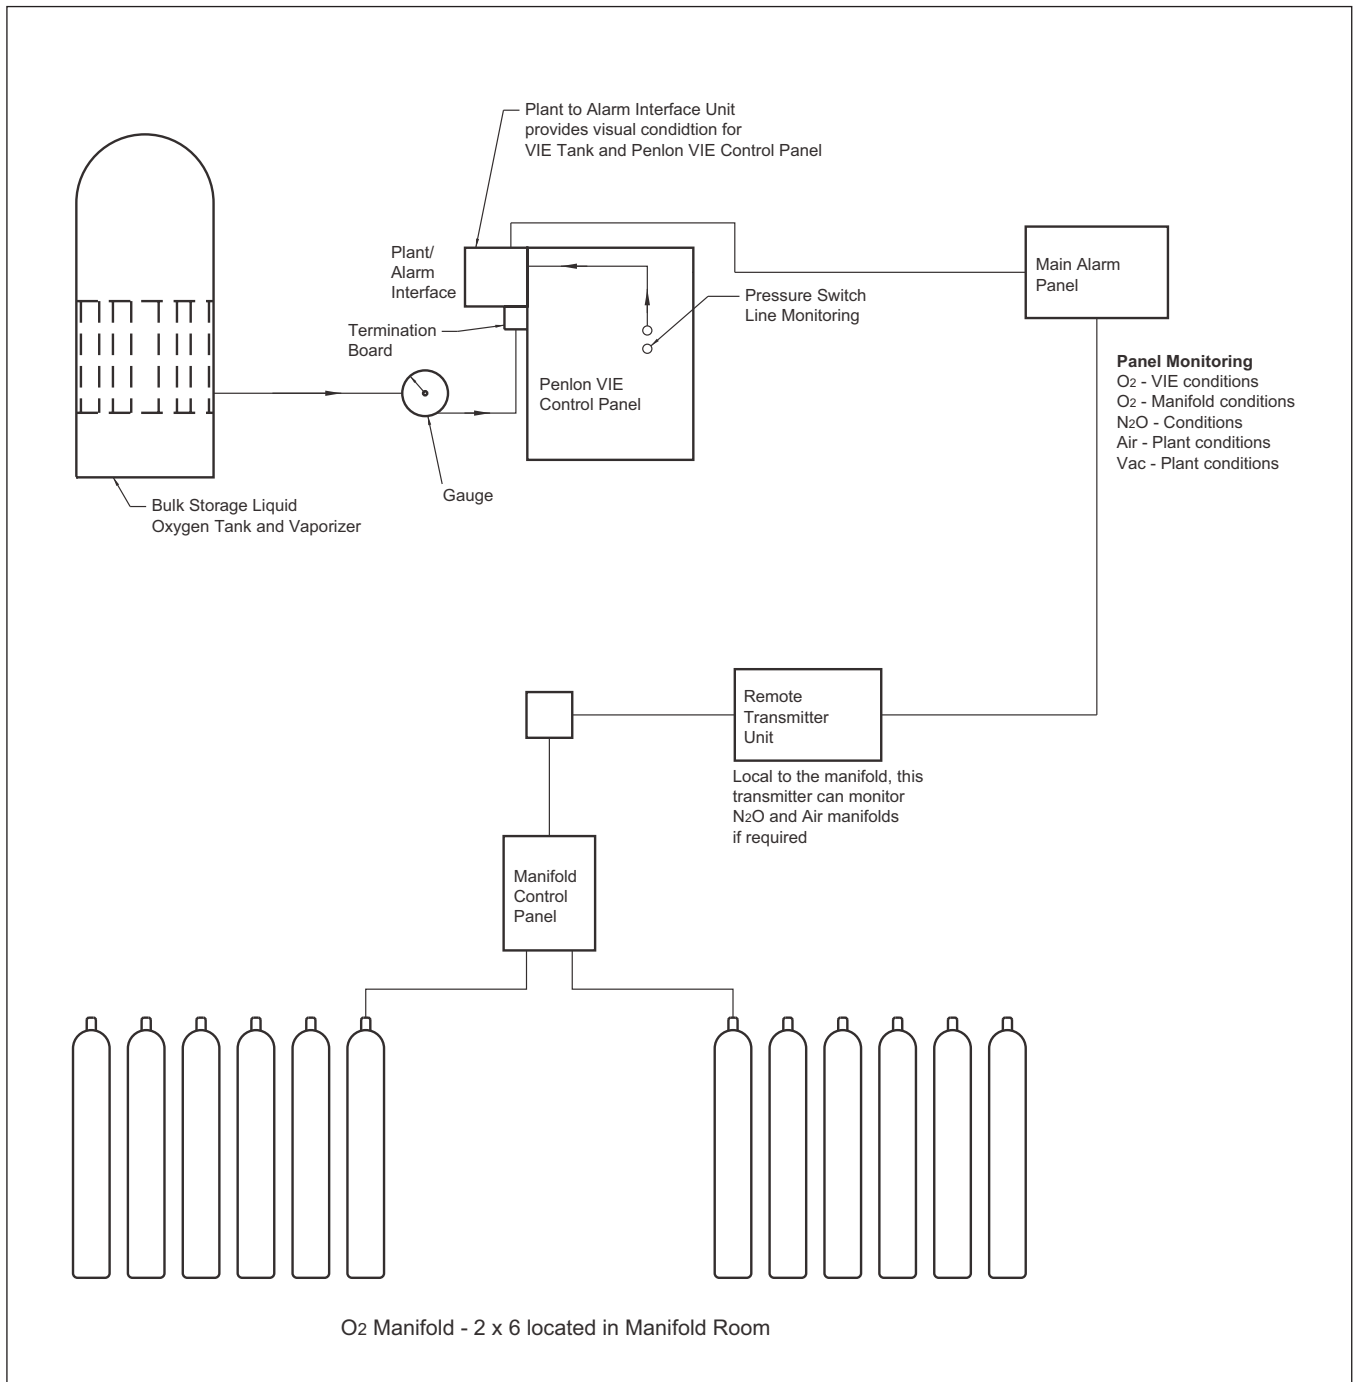 Plant to Alarm Interface Unit
provides visual condidtion for
VIE Tank and Penlon VIE Control Panel
Plant/
Alarm
Interface
Main Alarm
Panel
Pressure Switch
Line Monitoring
Termination
Board
Penlon VIE
Control Panel
Panel Monitoring
O2 - VIE conditions
O2 - Manifold conditions
N2O - Conditions
Air - Plant conditions
Vac - Plant conditions
Gauge
Bulk Storage Liquid
Oxygen Tank and Vaporizer
Remote
Transmitter
Unit
Local to the manifold, this
transmitter can monitor
N2O and Air manifolds
if required
Manifold
Control
Panel
O2 Manifold - 2 x 6 located in Manifold Room